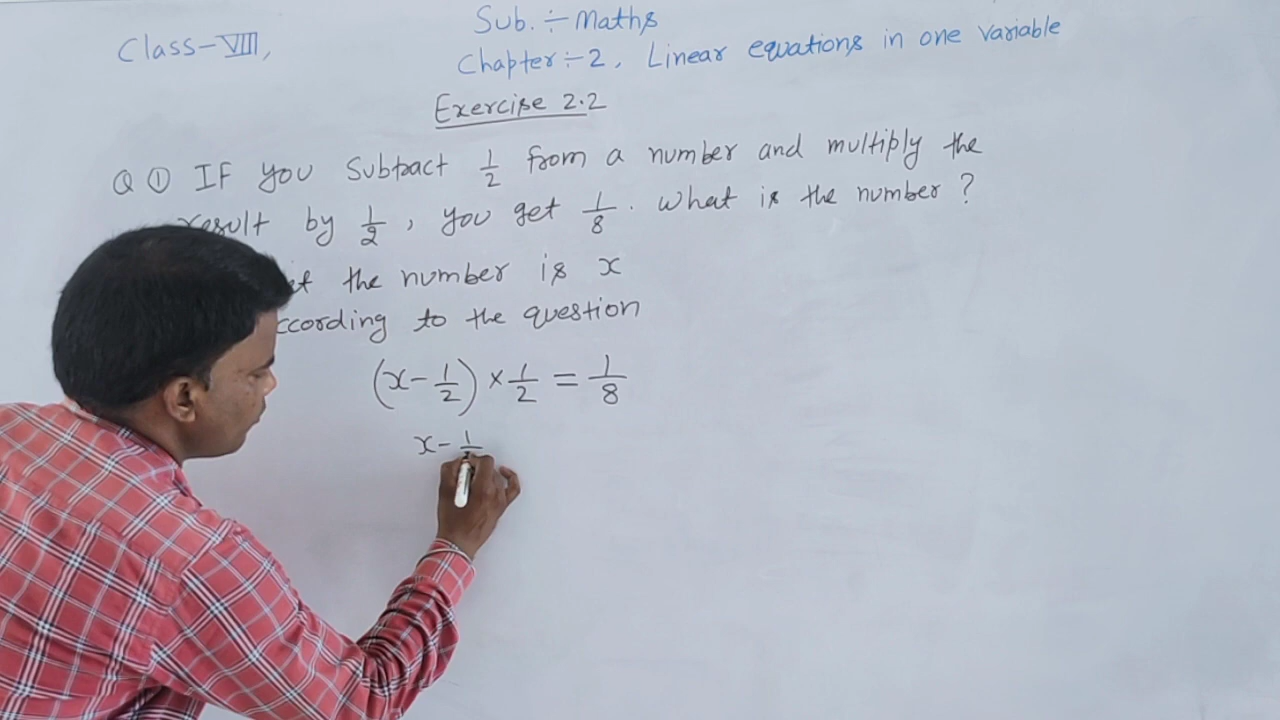 Class-VIII,
Sub. ÷ Maths
Chapter ÷ 2, Linear equations in one variable
Exercise 2.2
Q ① If you Subtract 1/2 from a number and multiply the
result by 1/2, you get 1/8. What is the number?
the number is x
to the question
(x - 1/2) × 1/2 = 1/8
x - 1